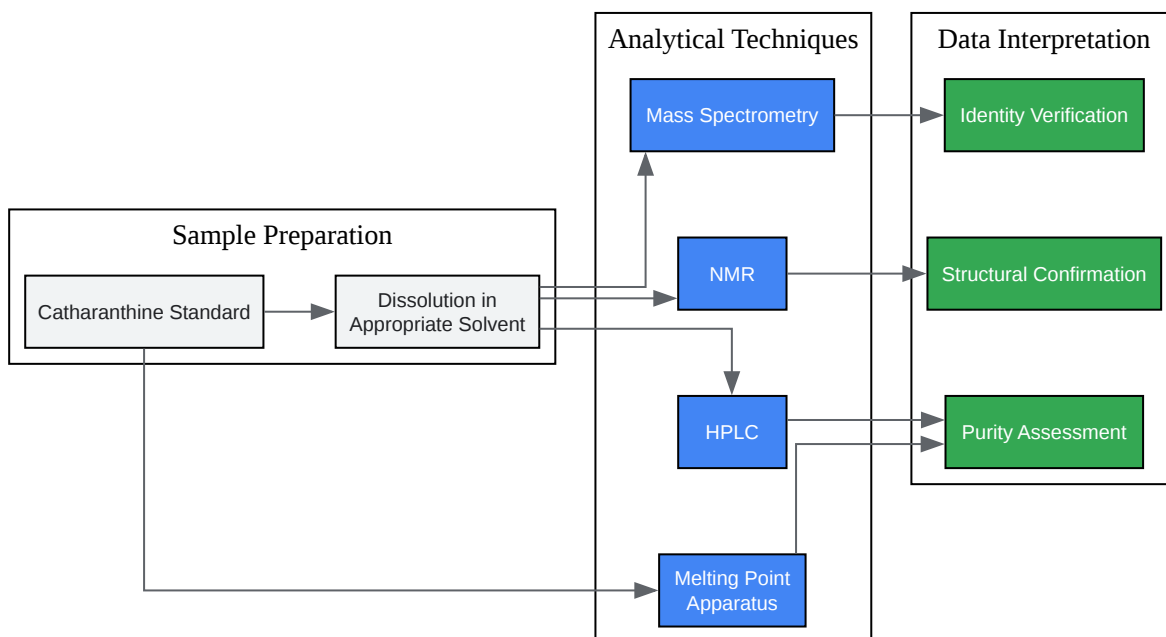 Analytical Techniques
Data Interpretation
Mass Spectrometry
Identity Verification
Sample Preparation
Catharanthine Standard
Dissolution in
Appropriate Solvent
NMR
Structural Confirmation
HPLC
Purity Assessment
Melting Point
Apparatus